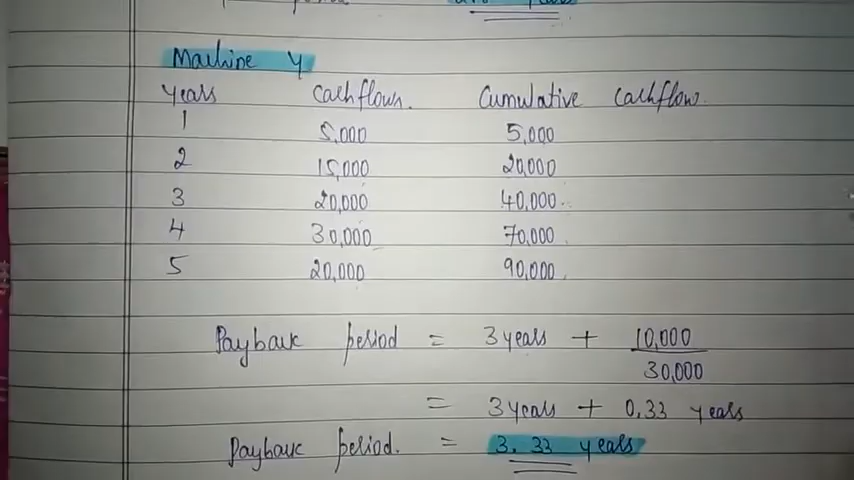 Machine Y
Years Cashflows. Cumulative cashflow.
1 5,000 5,000
2 15,000 20,000
3 20,000 40,000.
4 30,000 70,000
5 20,000 90,000.
Payback period = 3 years + 10,000
30,000
= 3 years + 0.33 years
Payback period. = 3.33 years